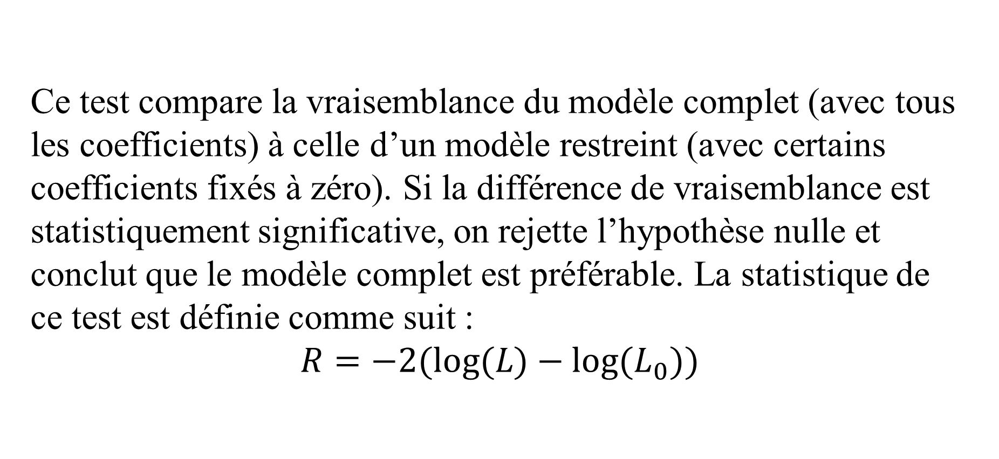 Ce test compare la vraisemblance du modèle complet (avec tous
les coefficients) à celle d’un modèle restreint (avec certains
coefficients fixés à zéro). Si la différence de vraisemblance est
statistiquement significative, on rejette l’hypothèse nulle et
conclut que le modèle complet est préférable. La statistique de
ce test est définie comme suit :
R = −2(log(L) − log(L₀))